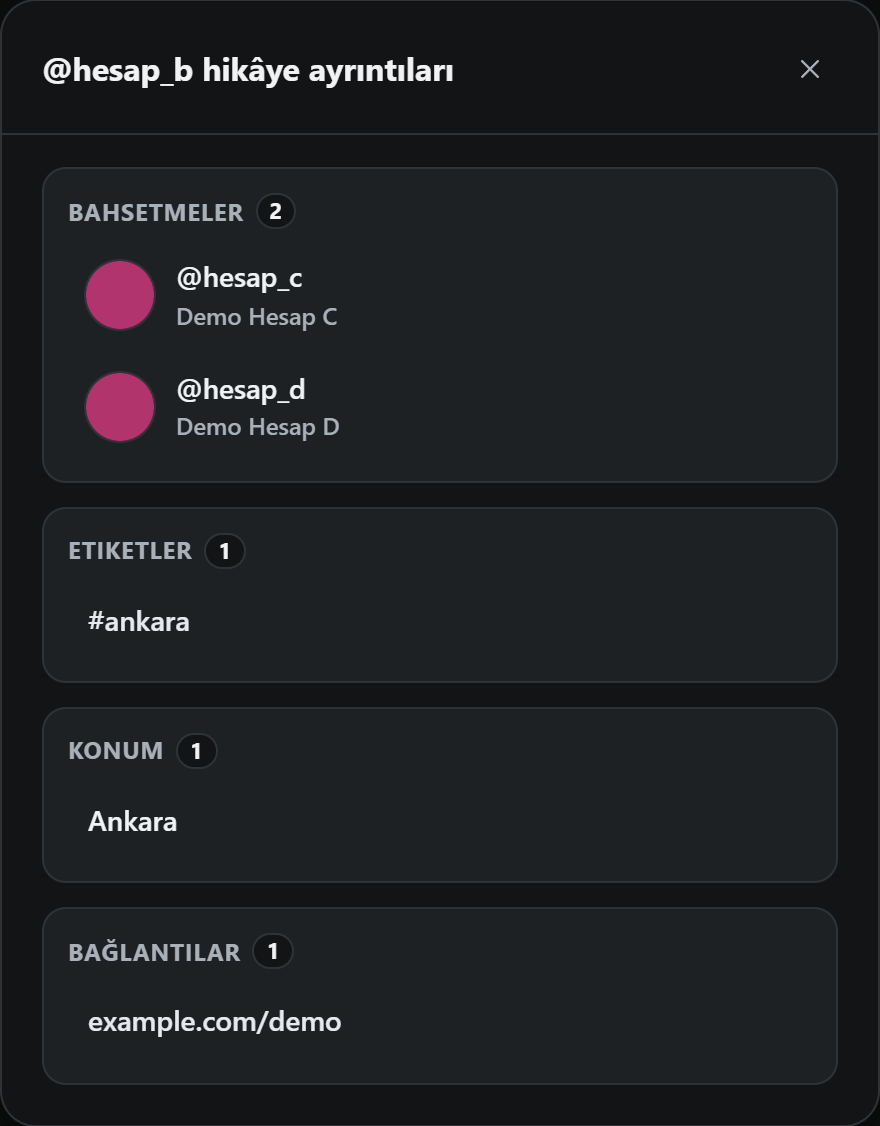 @hesap_b hikâye ayrıntıları
BAHSETMELER 2
@hesap_c
Demo Hesap C
@hesap_d
Demo Hesap D
ETIKETLER 1
#ankara
KONUM 1
Ankara
BAĞLANTILAR 1
example.com/demo